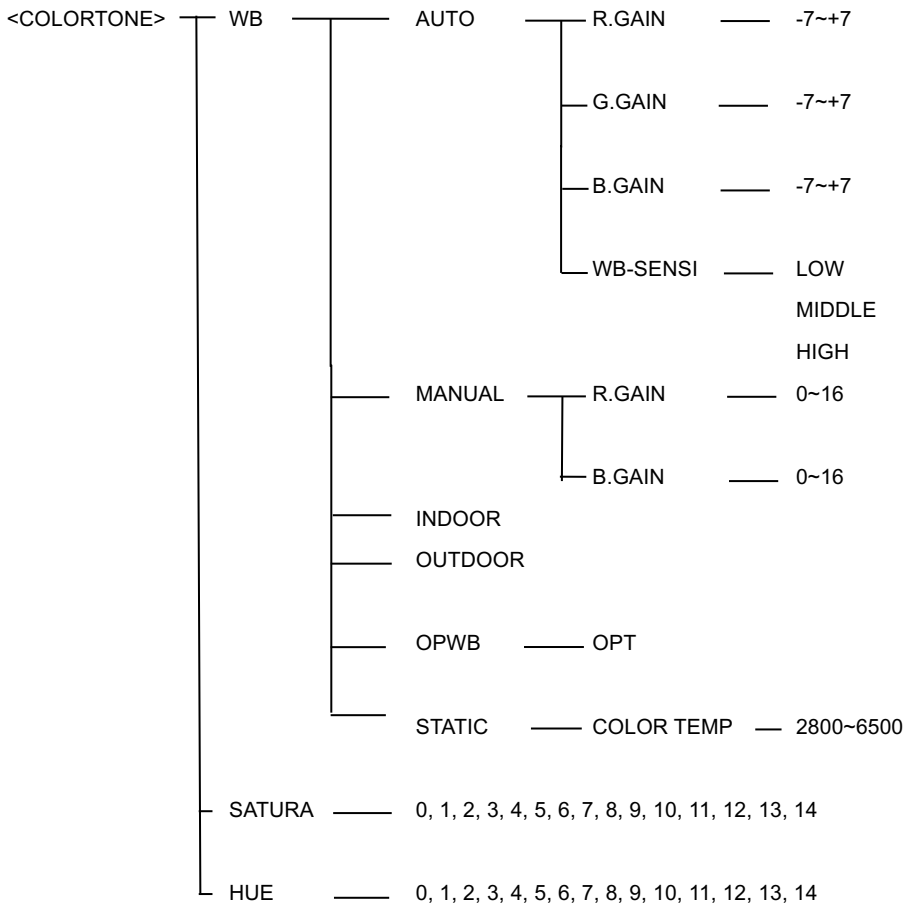 <COLORTONE> WB AUTO R.GAIN -7~+7
G.GAIN -7~+7
B.GAIN -7~+7
WB-SENSI LOW
MIDDLE
HIGH
MANUAL R.GAIN 0~16
B.GAIN 0~16
INDOOR
OUTDOOR
OPWB OPT
STATIC COLOR TEMP 2800~6500
SATURA 0, 1, 2, 3, 4, 5, 6, 7, 8, 9, 10, 11, 12, 13, 14
HUE 0, 1, 2, 3, 4, 5, 6, 7, 8, 9, 10, 11, 12, 13, 14